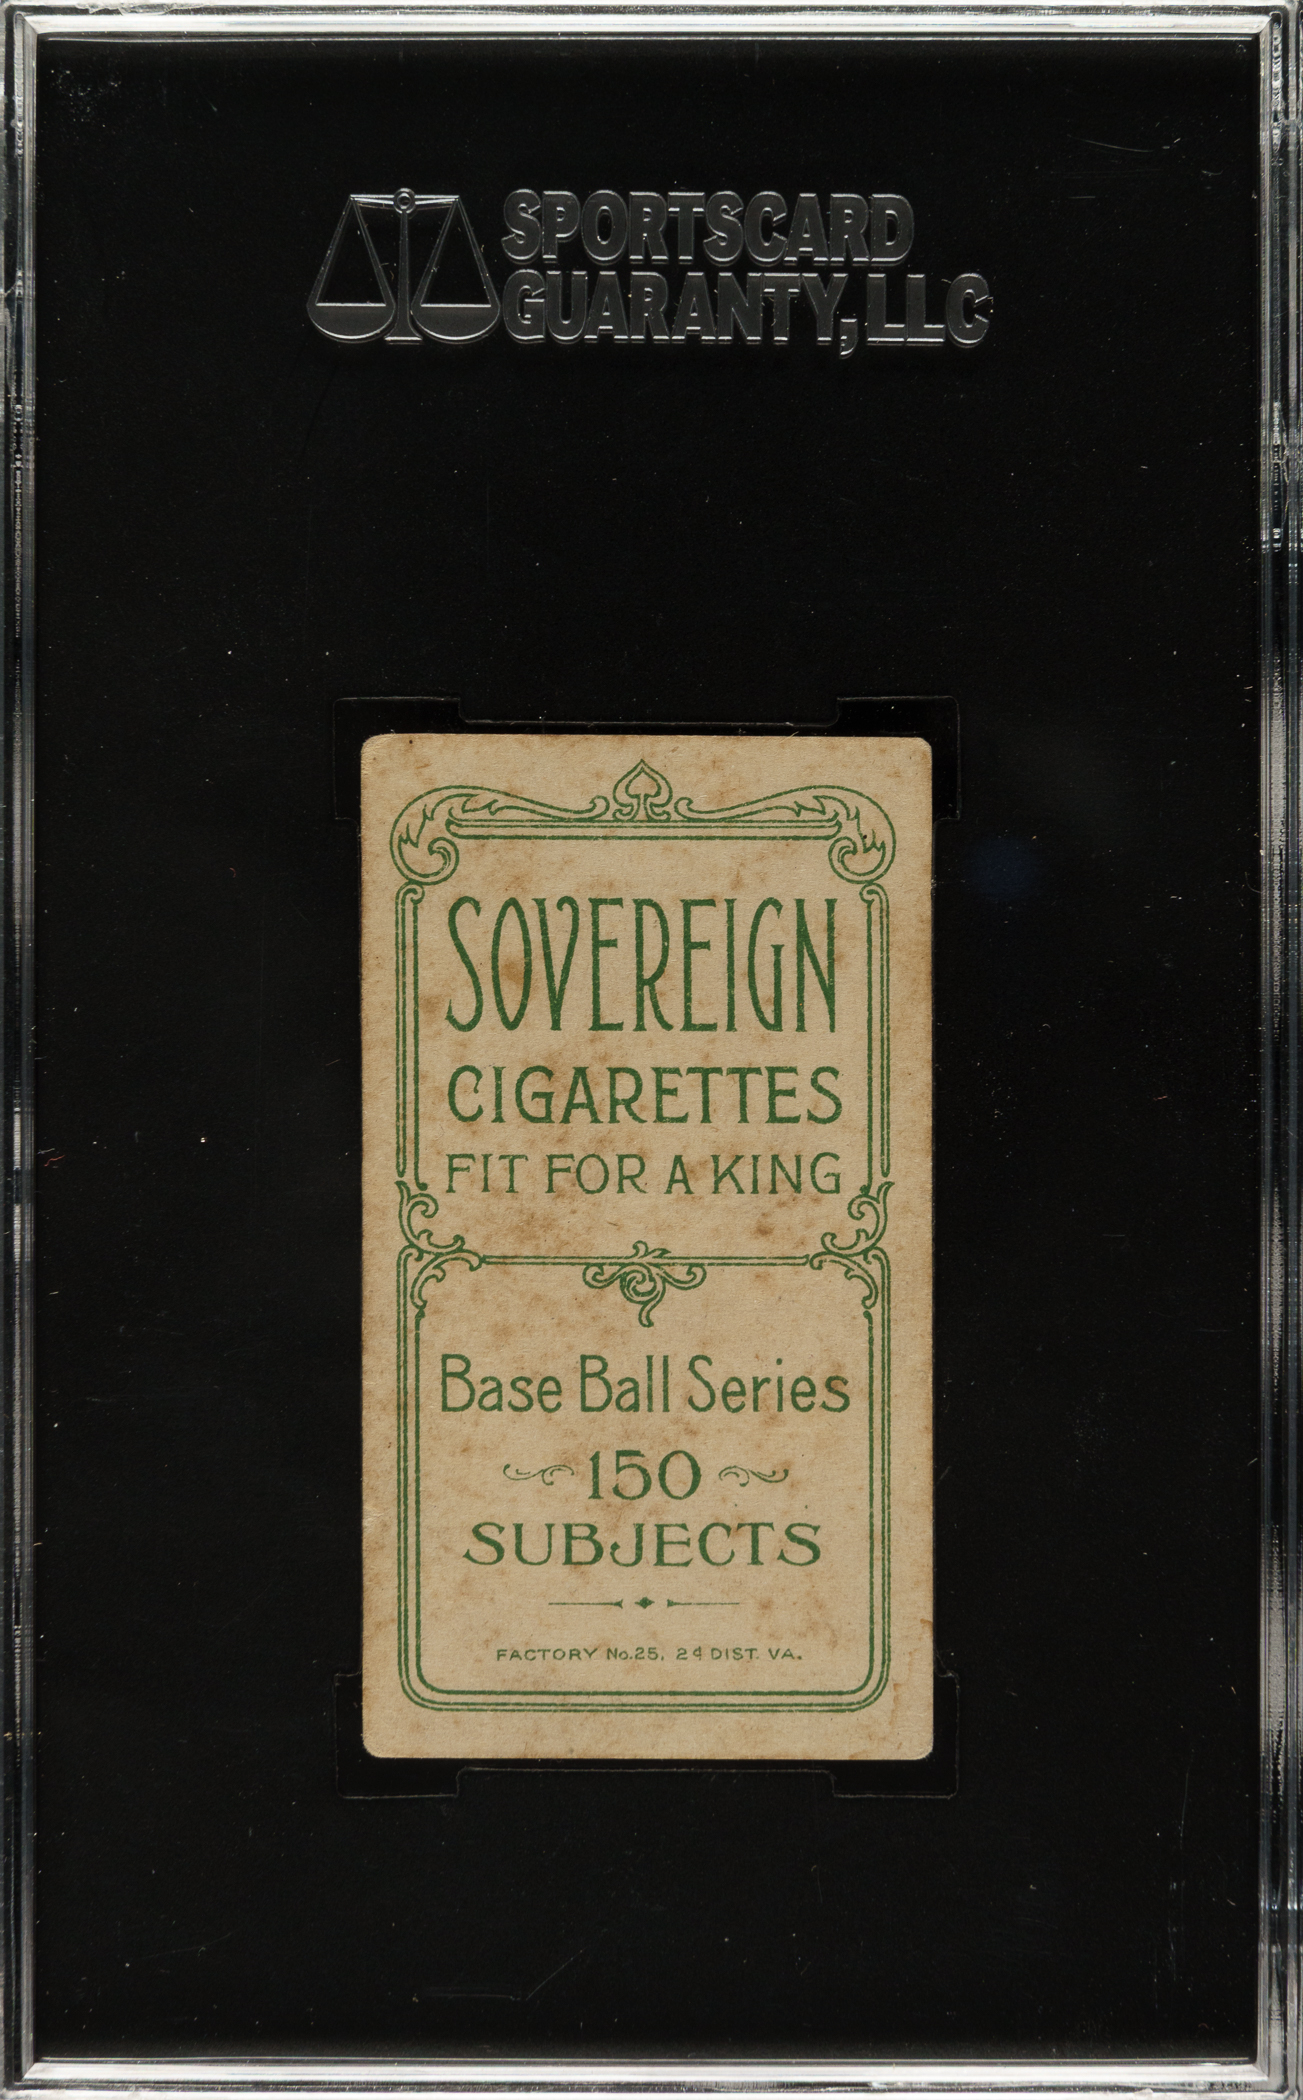 SPORTSCARD
GUARANTY, LLC
SOVEREIGN
CIGARETTES
FIT FOR A KING
Base Ball Series
150
SUBJECTS
FACTORY No. 25, 2d DIST. VA.